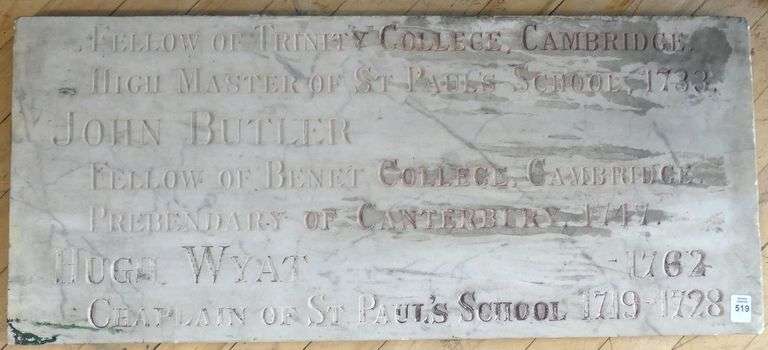 Fellow of Trinity College, Cambridge.
High Master of St Paul's School, 1733.
John Butler
Fellow of Benet College, Cambridge.
Prebendary of Canterbury, 1747.
Hugh Wyat - 1762
Chaplain of St Paul's School 1719-1728
519